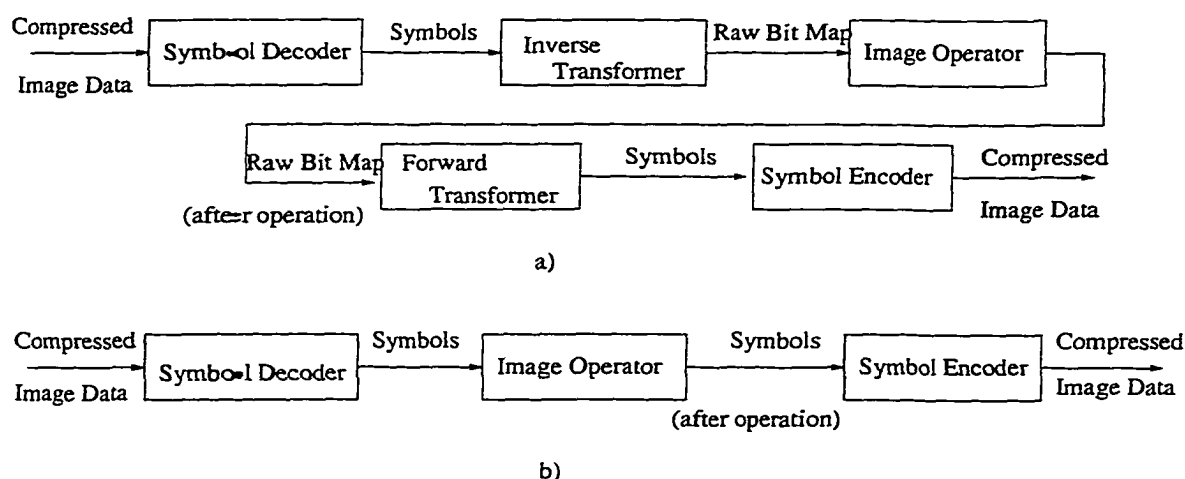 Compressed
Image Data
Symbol Decoder
Symbols
Inverse
Transformer
Raw Bit Map
Image Operator
Raw Bit Map
(after operation)
Forward
Transformer
Symbols
Symbol Encoder
Compressed
Image Data
a)
Compressed
Image Data
Symbol Decoder
Symbols
Image Operator
Symbols
(after operation)
Symbol Encoder
Compressed
Image Data
b)